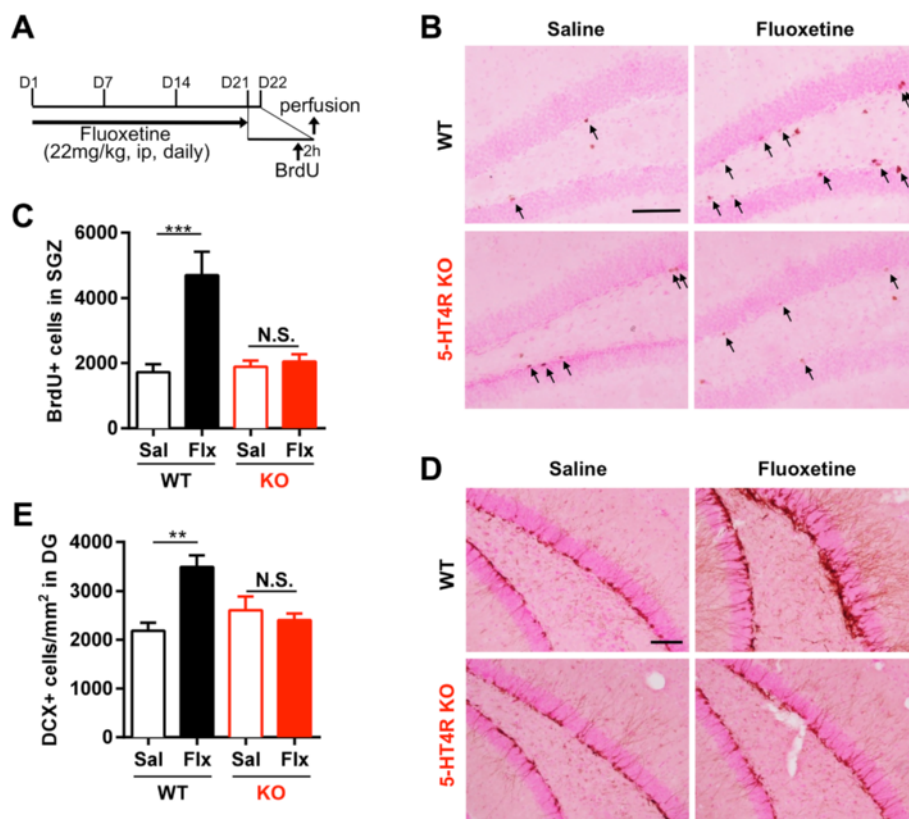 A
D1 D7 D14 D21 D22
perfusion
Fluoxetine
(22mg/kg, ip, daily)
2h
BrdU
B
Saline Fluoxetine
WT
5-HT4R KO
C
BrdU+ cells in SGZ
6000
4000
2000
0
***
N.S.
Sal Flx Sal Flx
WT KO
D
Saline Fluoxetine
WT
5-HT4R KO
E
DCX+ cells/mm² in DG
4000
3000
2000
1000
0
**
N.S.
Sal Flx Sal Flx
WT KO